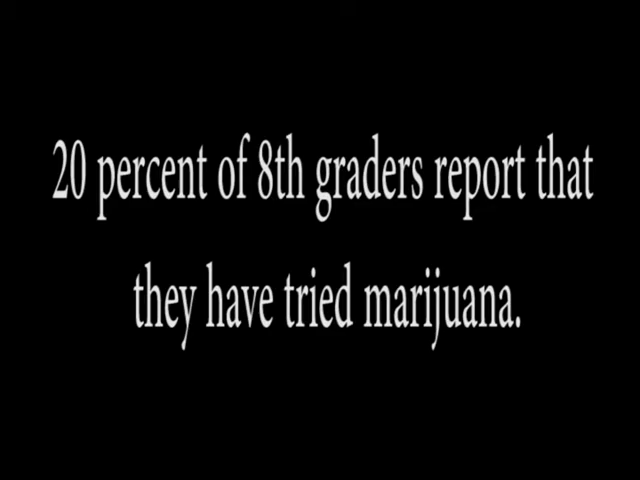 20 percent of 8th graders report that
they have tried marijuana.